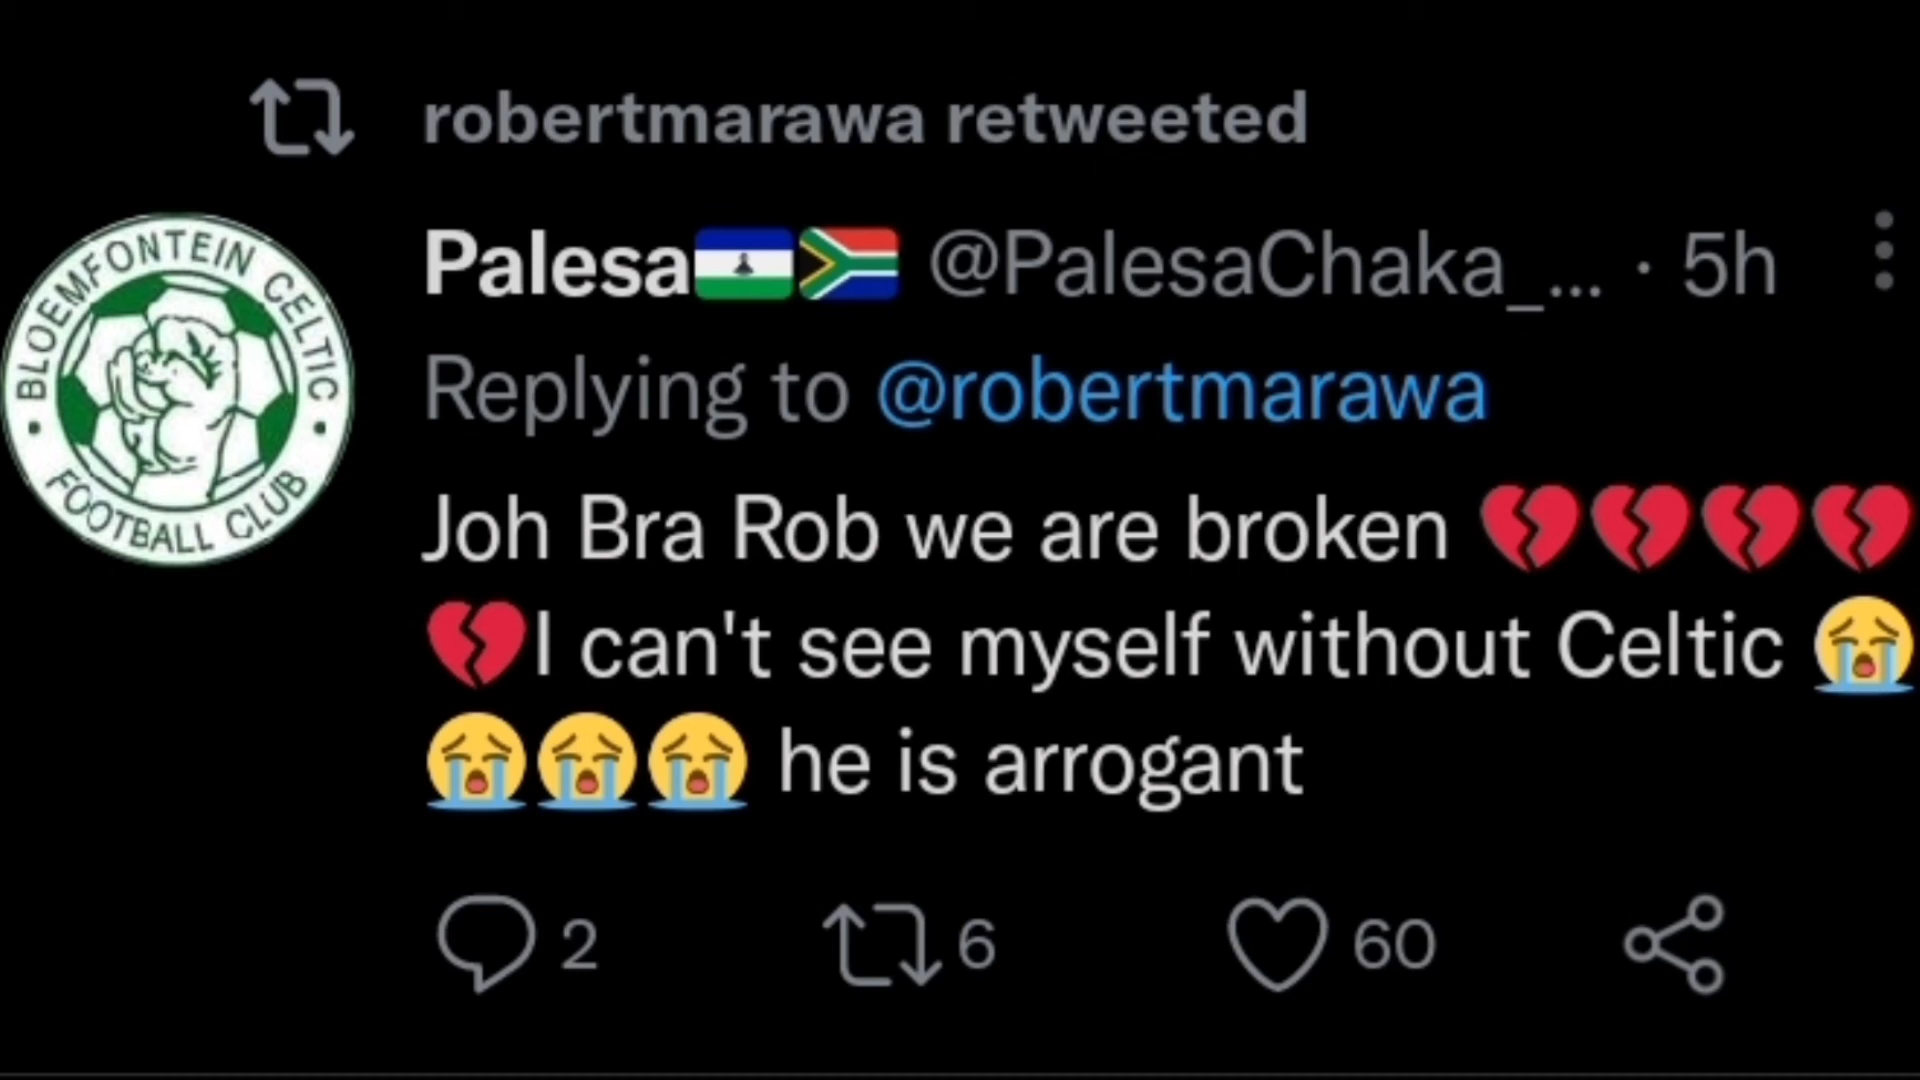 robertmarawa retweeted
BLOEMFONTEIN CELTIC
FOOTBALL CLUB
Palesa🇱🇸🇿🇦 @PalesaChaka_... · 5h
Replying to @robertmarawa
Joh Bra Rob we are broken 💔💔💔💔
💔I can't see myself without Celtic 😭
😭😭😭 he is arrogant
2 6 60